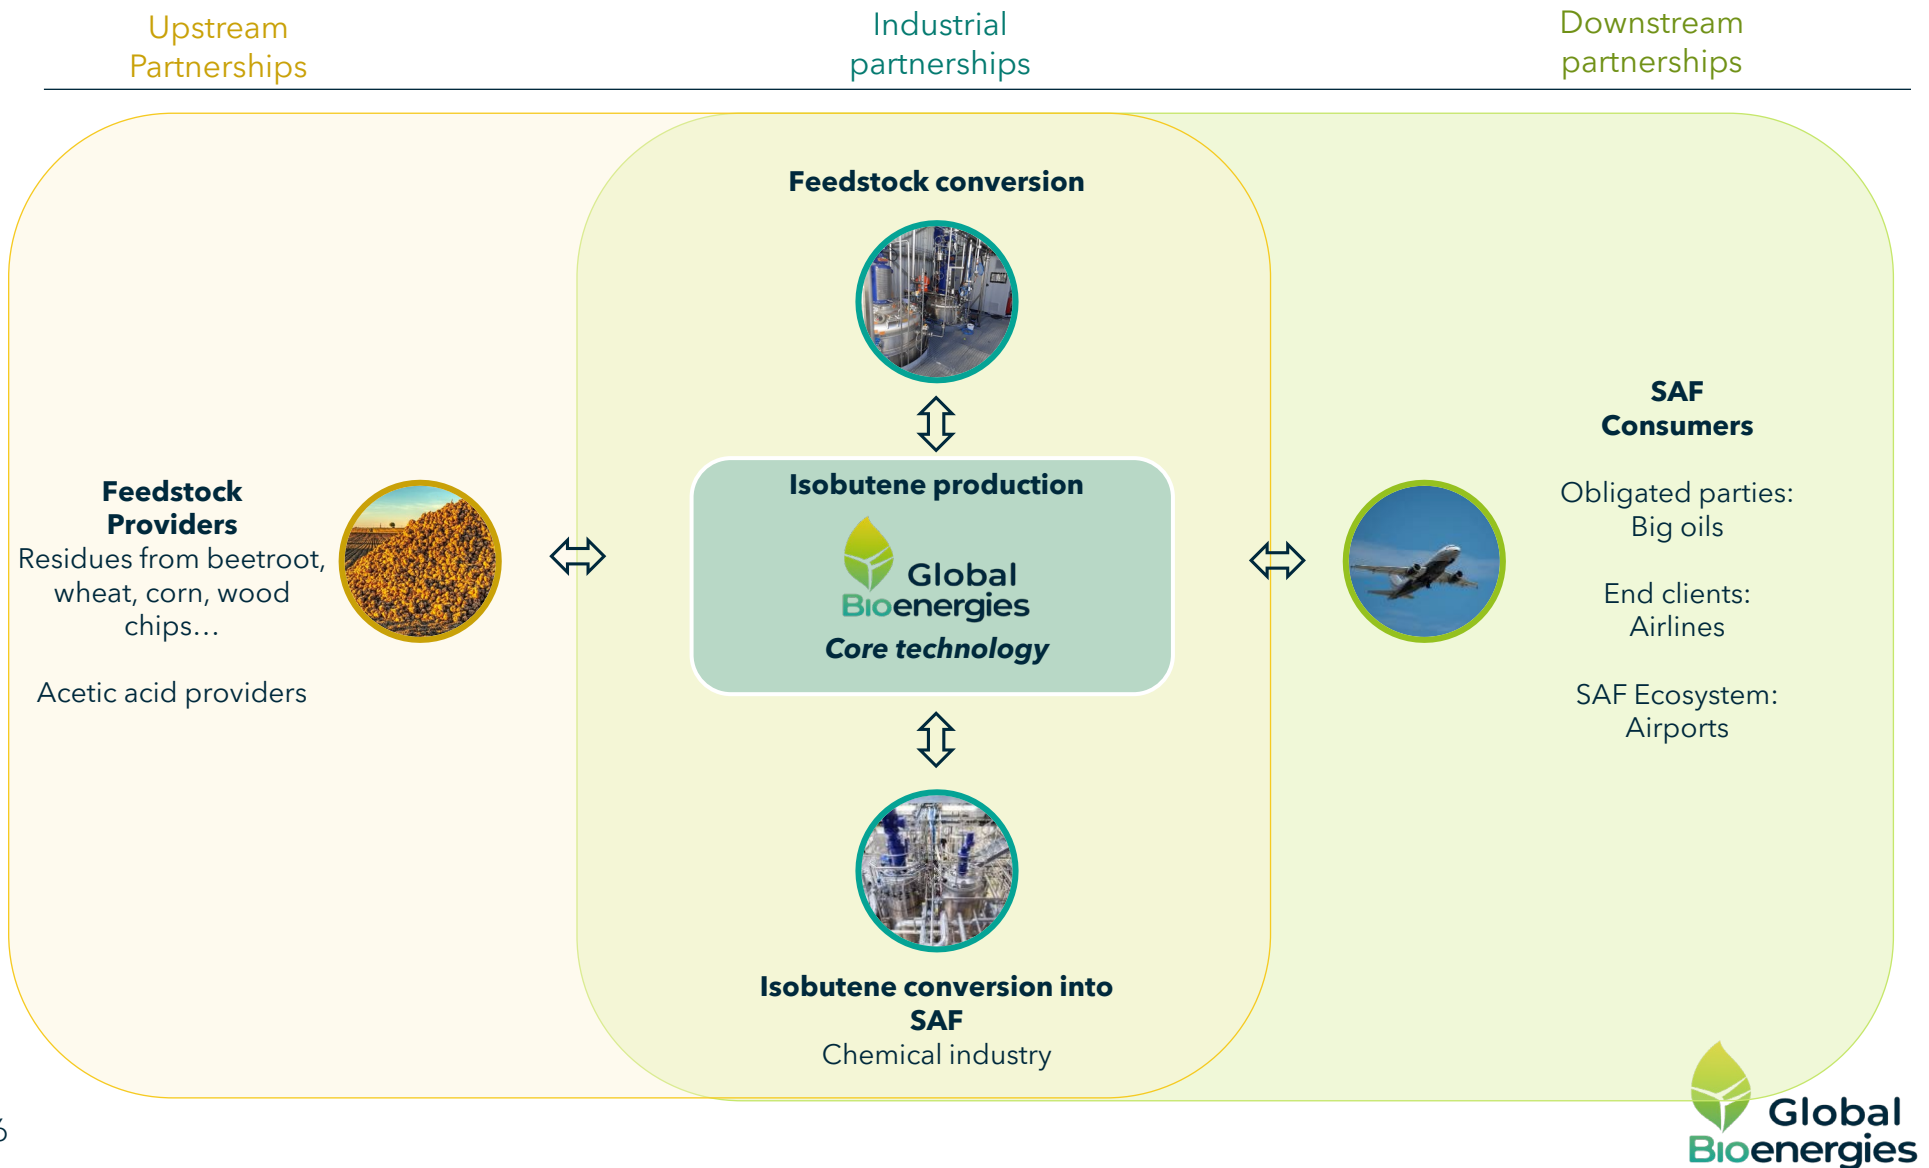 Upstream
Partnerships
Industrial
partnerships
Downstream
partnerships
Feedstock conversion
Feedstock
Providers
Residues from beetroot,
wheat, corn, wood
chips...
Acetic acid providers
Isobutene production
Global
Bioenergies
Core technology
Isobutene conversion into
SAF
Chemical industry
SAF
Consumers
Obligated parties:
Big oils
End clients:
Airlines
SAF Ecosystem:
Airports
Global
Bioenergies